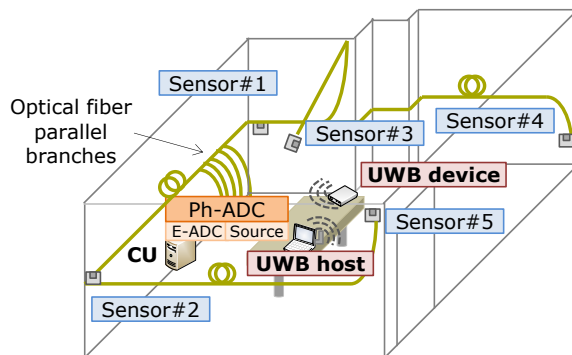 Sensor#1
Optical fiber
parallel
branches
Sensor#3
Sensor#4
UWB device
Ph-ADC
E-ADC Source
Sensor#5
CU
UWB host
Sensor#2